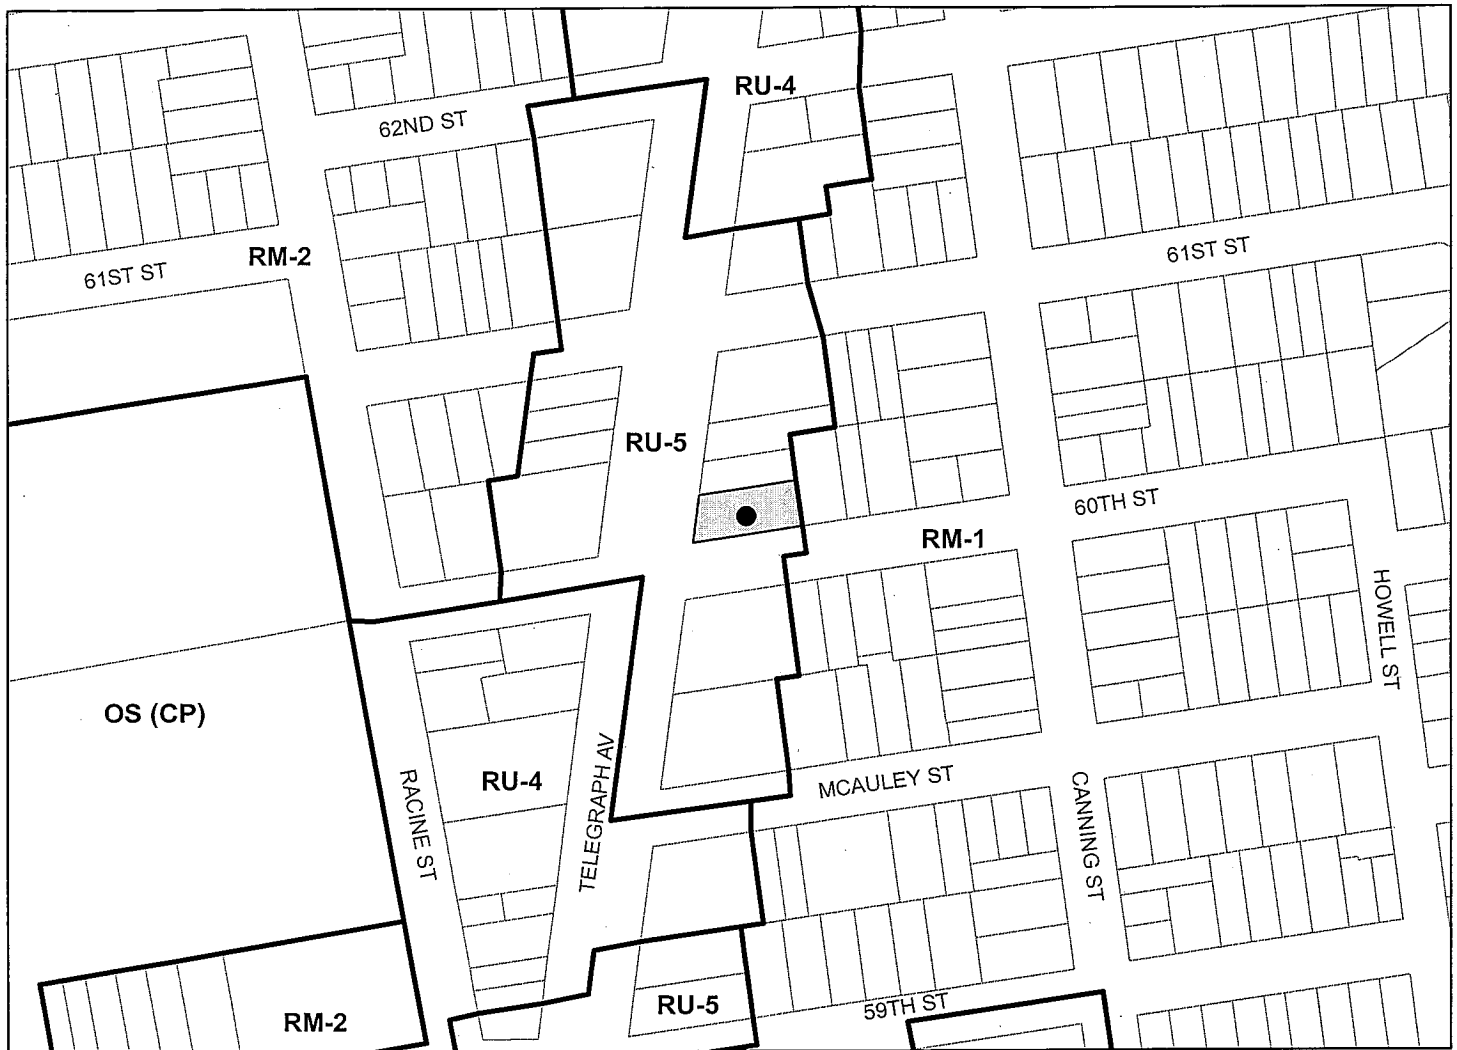 RU-4
62ND ST
61ST ST
RM-2
61ST ST
RU-5
60TH ST
RM-1
HOWELL ST
OS (CP)
RU-4
TELEGRAPH AV
RACINE ST
MCAULEY ST
CANNING ST
RM-2
RU-5
59TH ST